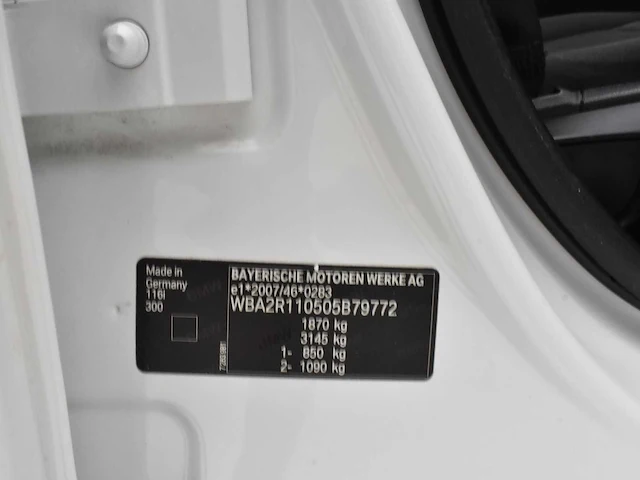 Made in
Germany
116i
300
BAYERISCHE MOTOREN WERKE AG
e1*2007/46*0283
WBA2R110505B79772
1870 kg
3145 kg
1- 850 kg
2- 1090 kg